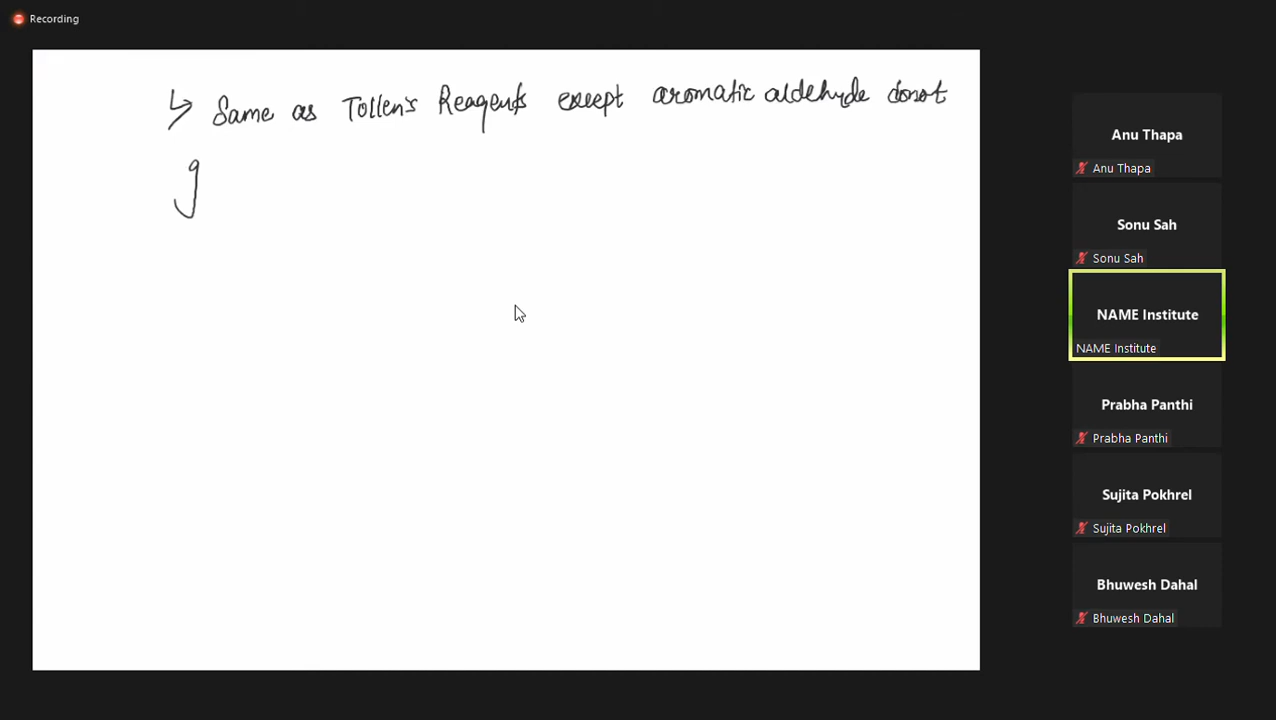 Recording
↳ Same as Tollen's Reagents except aromatic aldehyde donot
g
Anu Thapa
Anu Thapa
Sonu Sah
Sonu Sah
NAME Institute
NAME Institute
Prabha Panthi
Prabha Panthi
Sujita Pokhrel
Sujita Pokhrel
Bhuwesh Dahal
Bhuwesh Dahal